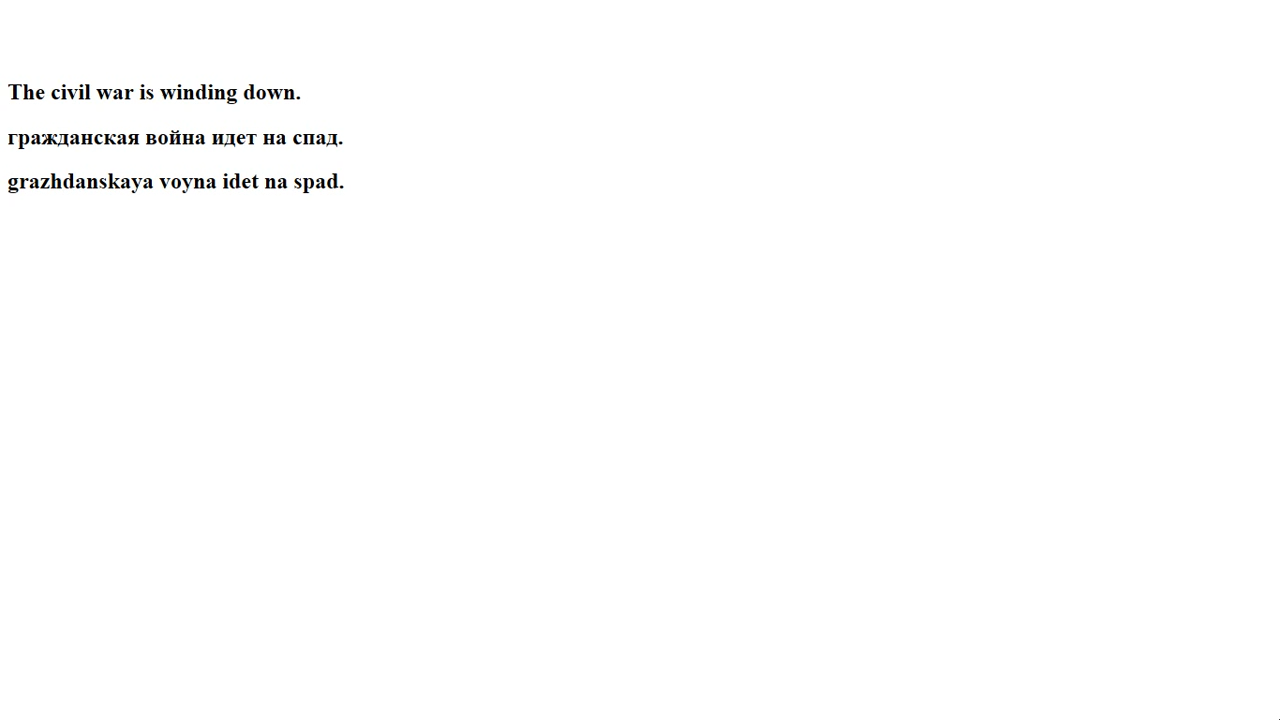 The civil war is winding down.
гражданская война идет на спад.
grazhdanskaya voyna idet na spad.